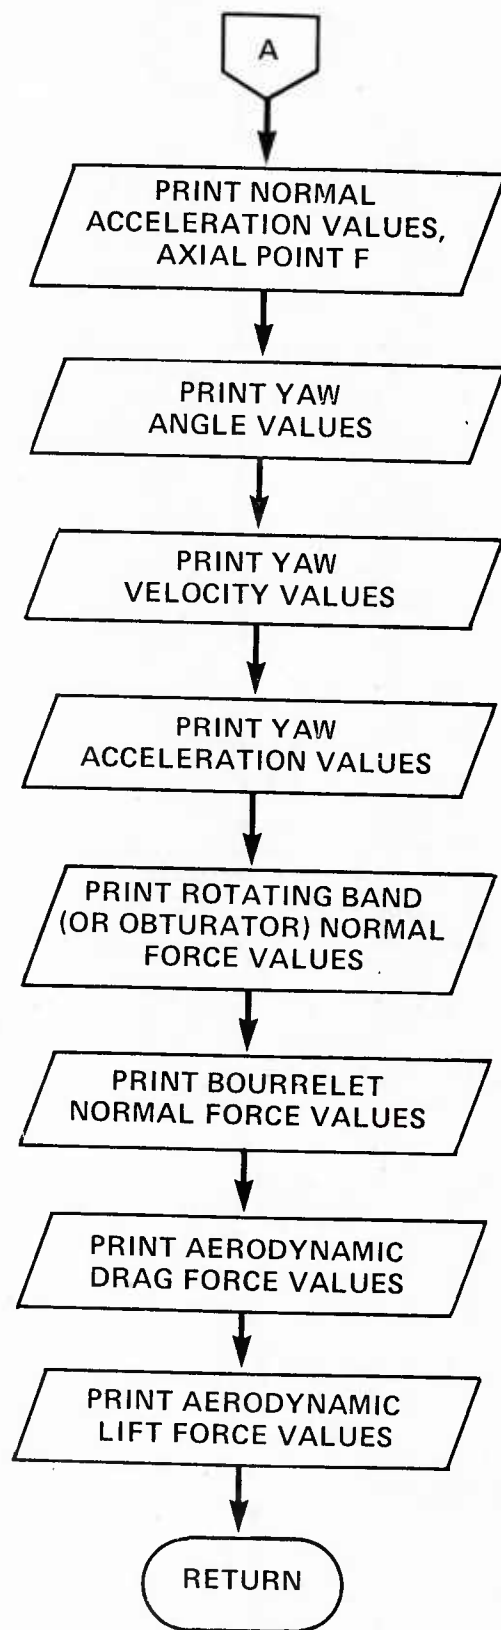 A
PRINT NORMAL
ACCELERATION VALUES,
AXIAL POINT F
PRINT YAW
ANGLE VALUES
PRINT YAW
VELOCITY VALUES
PRINT YAW
ACCELERATION VALUES
PRINT ROTATING BAND
(OR OBTURATOR) NORMAL
FORCE VALUES
PRINT BOURRELET
NORMAL FORCE VALUES
PRINT AERODYNAMIC
DRAG FORCE VALUES
PRINT AERODYNAMIC
LIFT FORCE VALUES
RETURN